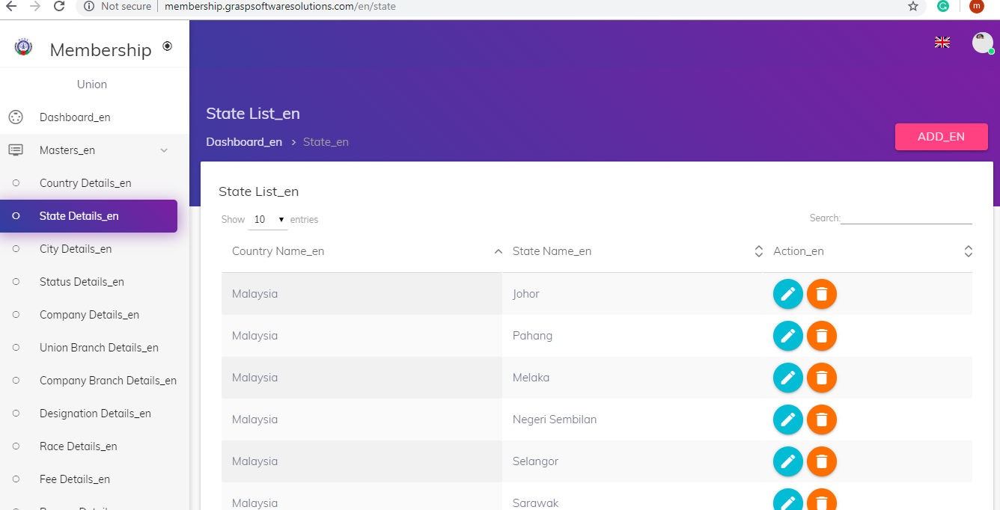 Not secure | membership.graspsoftwaresolutions.com/en/state
m
Membership
Union
Dashboard_en
Masters_en
Country Details_en
State Details_en
City Details_en
Status Details_en
Company Details_en
Union Branch Details_en
Company Branch Details_en
Designation Details_en
Race Details_en
Fee Details_en
State List_en
Dashboard_en > State_en
ADD_EN
State List_en
Show 10 entries
Search:
Country Name_en State Name_en Action_en
Malaysia Johor
Malaysia Pahang
Malaysia Melaka
Malaysia Negeri Sembilan
Malaysia Selangor
Malaysia Sarawak